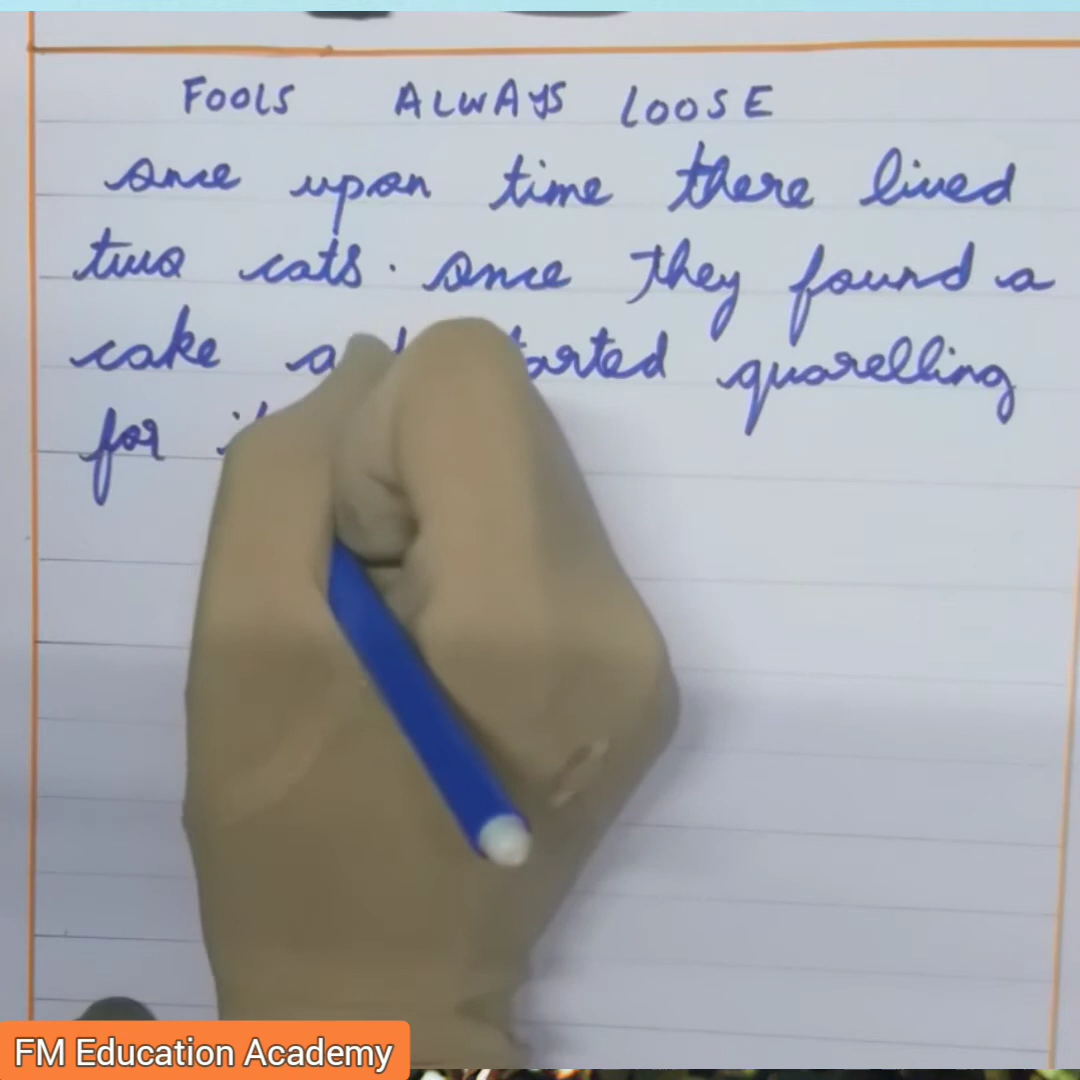 FOOLS ALWAYS LOOSE
once upon time there lived
two cats. once they found a
cake quarelling
for
FM Education Academy